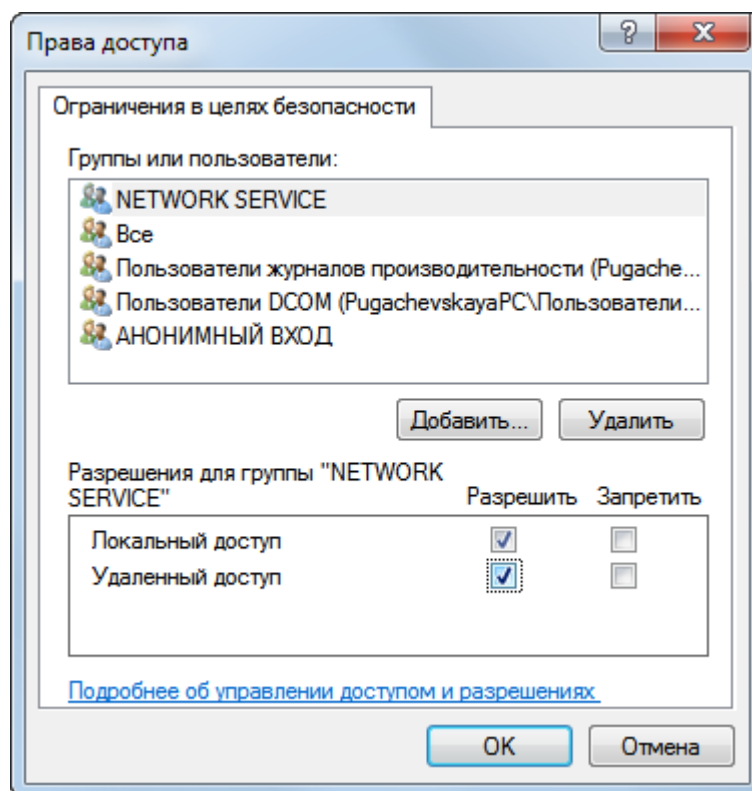 Права доступа
Ограничения в целях безопасности
Группы или пользователи:
NETWORK SERVICE
Все
Пользователи журналов производительности (Pugache...
Пользователи DCOM (PugachevskayaPC\Пользователи...
АНОНИМНЫЙ ВХОД
Добавить... Удалить
Разрешения для группы "NETWORK
SERVICE" Разрешить Запретить
Локальный доступ
Удаленный доступ
Подробнее об управлении доступом и разрешениях
OK Отмена